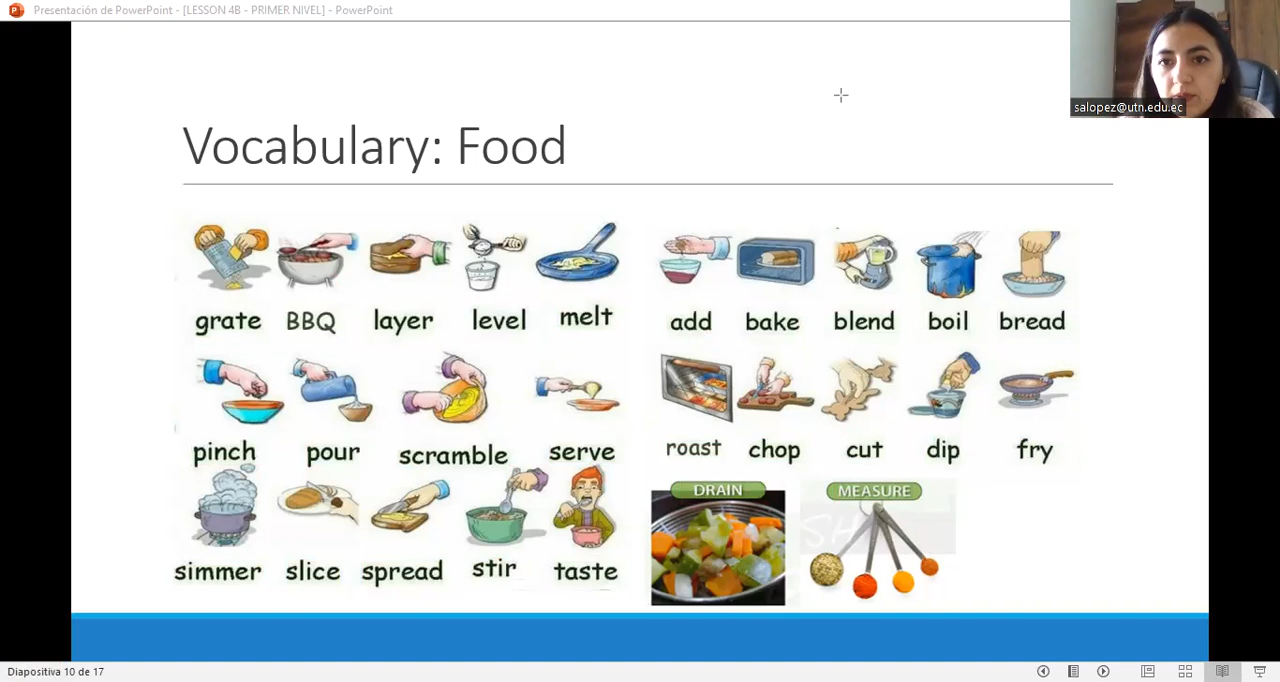 Presentación de PowerPoint - [LESSON 4B - PRIMER NIVEL] - PowerPoint
salopez@utn.edu.ec
Vocabulary: Food
grate BBQ layer level melt
pinch pour scramble serve
simmer slice spread stir taste
add bake blend boil bread
roast chop cut dip fry
DRAIN MEASURE
Diapositiva 10 de 17